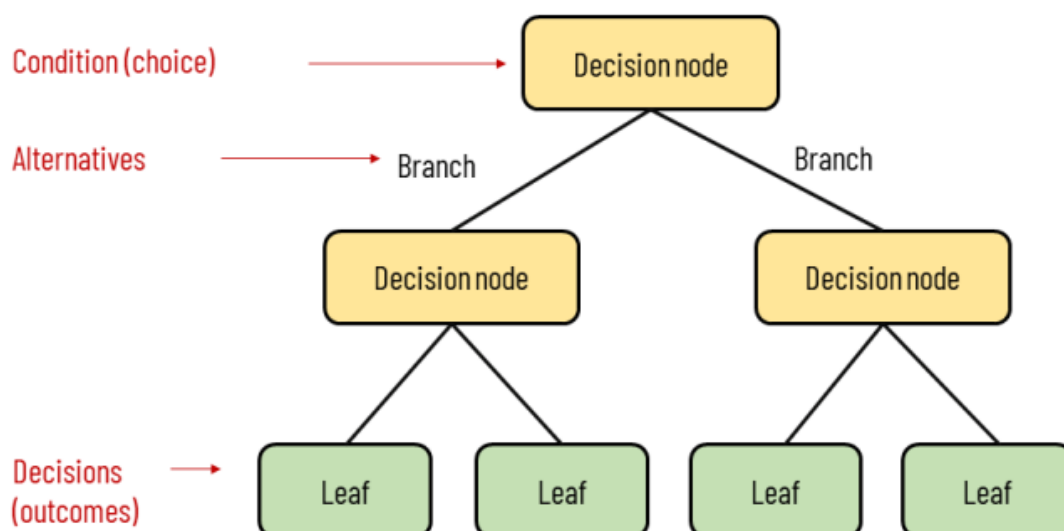 Condition (choice)
Decision node
Alternatives
Branch
Branch
Decision node
Decision node
Decisions
(outcomes)
Leaf
Leaf
Leaf
Leaf